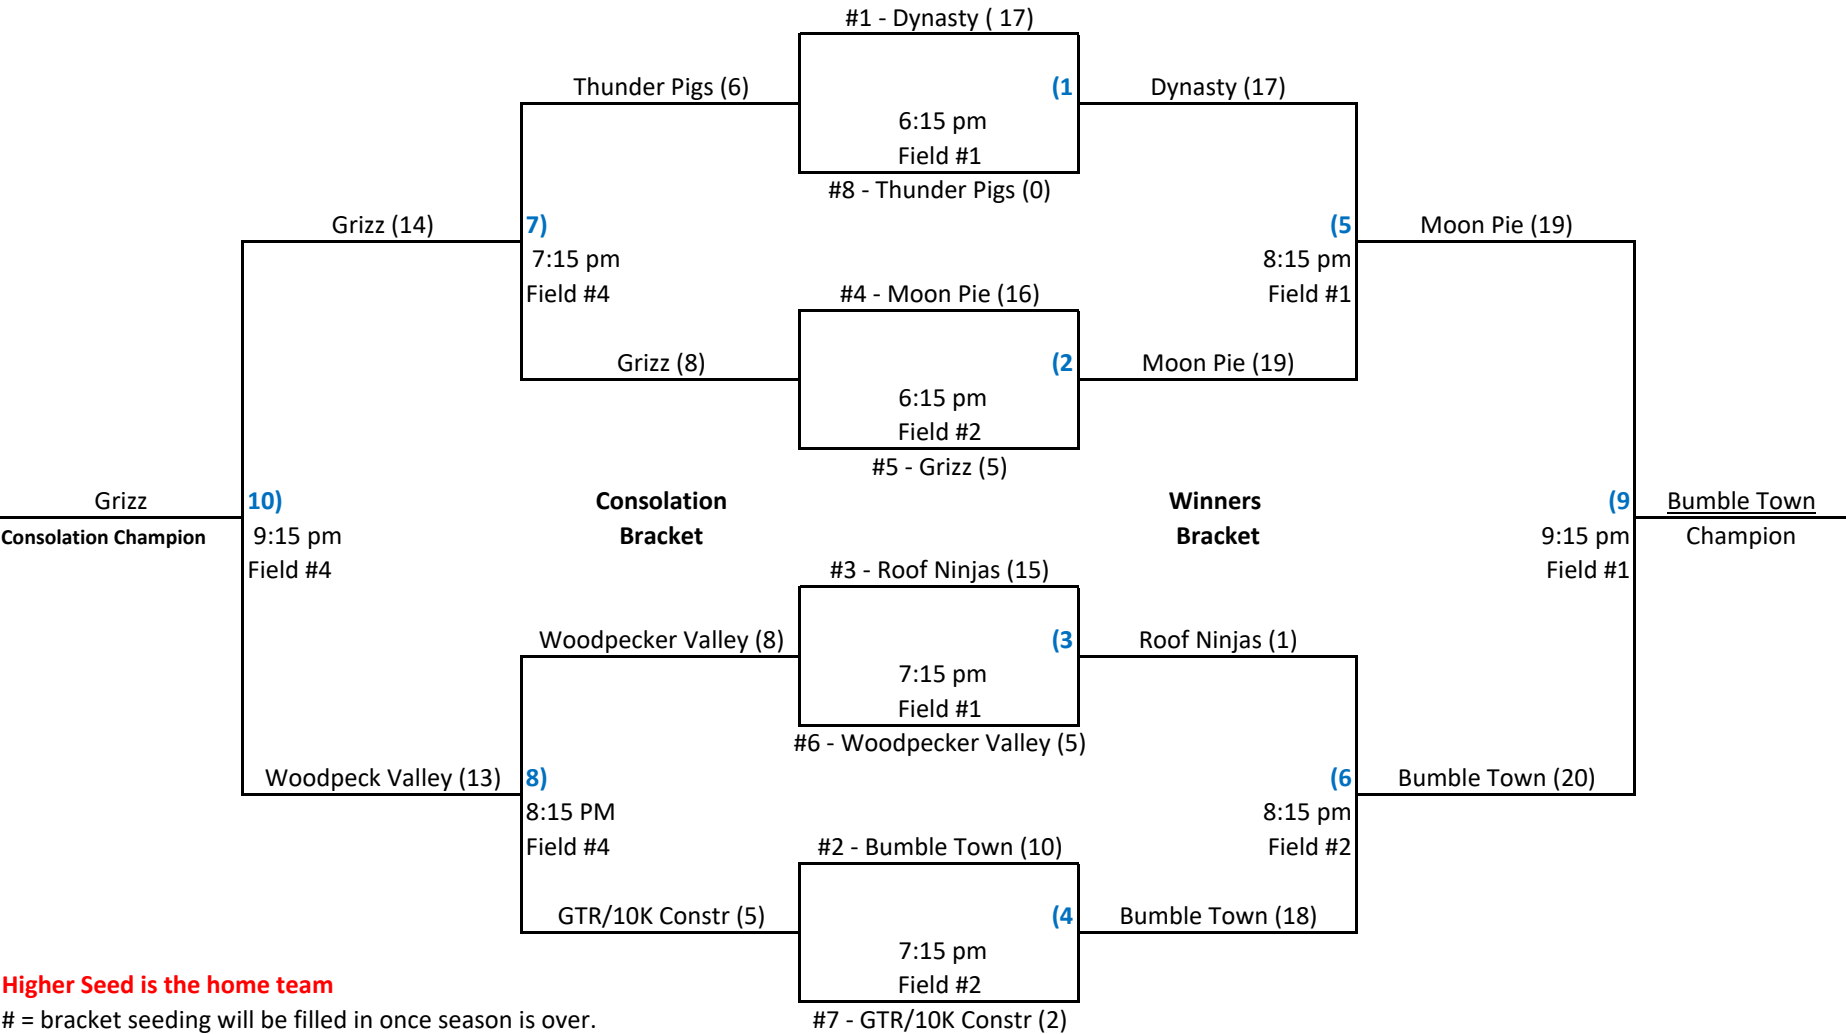 #1 - Dynasty ( 17)
Thunder Pigs (6)
(1
Dynasty (17)
6:15 pm
Field #1
#8 - Thunder Pigs (0)
Grizz (14)
7)
(5
Moon Pie (19)
7:15 pm
8:15 pm
Field #4
#4 - Moon Pie (16)
Field #1
Grizz (8)
(2
Moon Pie (19)
6:15 pm
Field #2
#5 - Grizz (5)
Grizz
10)
Consolation
Winners
(9
Bumble Town
Consolation Champion
9:15 pm
Bracket
Bracket
9:15 pm
Champion
Field #4
#3 - Roof Ninjas (15)
Field #1
Woodpecker Valley (8)
(3
Roof Ninjas (1)
7:15 pm
Field #1
#6 - Woodpecker Valley (5)
Woodpeck Valley (13)
8)
(6
Bumble Town (20)
8:15 PM
8:15 pm
Field #4
#2 - Bumble Town (10)
Field #2
GTR/10K Constr (5)
(4
Bumble Town (18)
7:15 pm
Higher Seed is the home team
Field #2
# = bracket seeding will be filled in once season is over.
#7 - GTR/10K Constr (2)